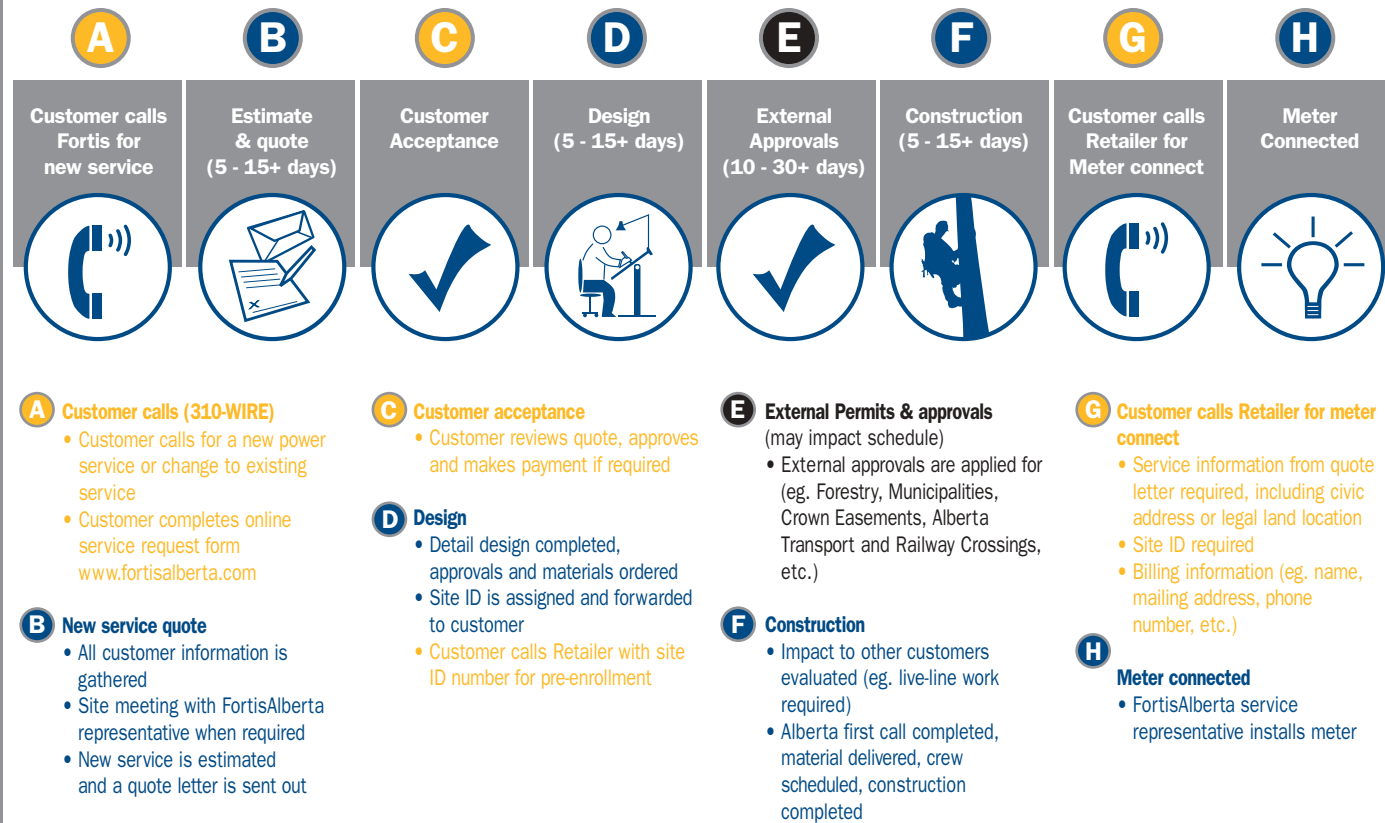 A
B
C
D
E
F
G
H
Customer calls
Fortis for
new service
Estimate
& quote
(5 - 15+ days)
Customer
Acceptance
Design
(5 - 15+ days)
External
Approvals
(10 - 30+ days)
Construction
(5 - 15+ days)
Customer calls
Retailer for
Meter connect
Meter
Connected
x
A Customer calls (310-WIRE)
• Customer calls for a new power
service or change to existing
service
• Customer completes online
service request form
www.fortisalberta.com
B New service quote
• All customer information is
gathered
• Site meeting with FortisAlberta
representative when required
• New service is estimated
and a quote letter is sent out
C Customer acceptance
• Customer reviews quote, approves
and makes payment if required
D Design
• Detail design completed,
approvals and materials ordered
• Site ID is assigned and forwarded
to customer
• Customer calls Retailer with site
ID number for pre-enrollment
E External Permits & approvals
(may impact schedule)
• External approvals are applied for
(eg. Forestry, Municipalities,
Crown Easements, Alberta
Transport and Railway Crossings,
etc.)
F Construction
• Impact to other customers
evaluated (eg. live-line work
required)
• Alberta first call completed,
material delivered, crew
scheduled, construction
completed
G Customer calls Retailer for meter
connect
• Service information from quote
letter required, including civic
address or legal land location
• Site ID required
• Billing information (eg. name,
mailing address, phone
number, etc.)
H
Meter connected
• FortisAlberta service
representative installs meter